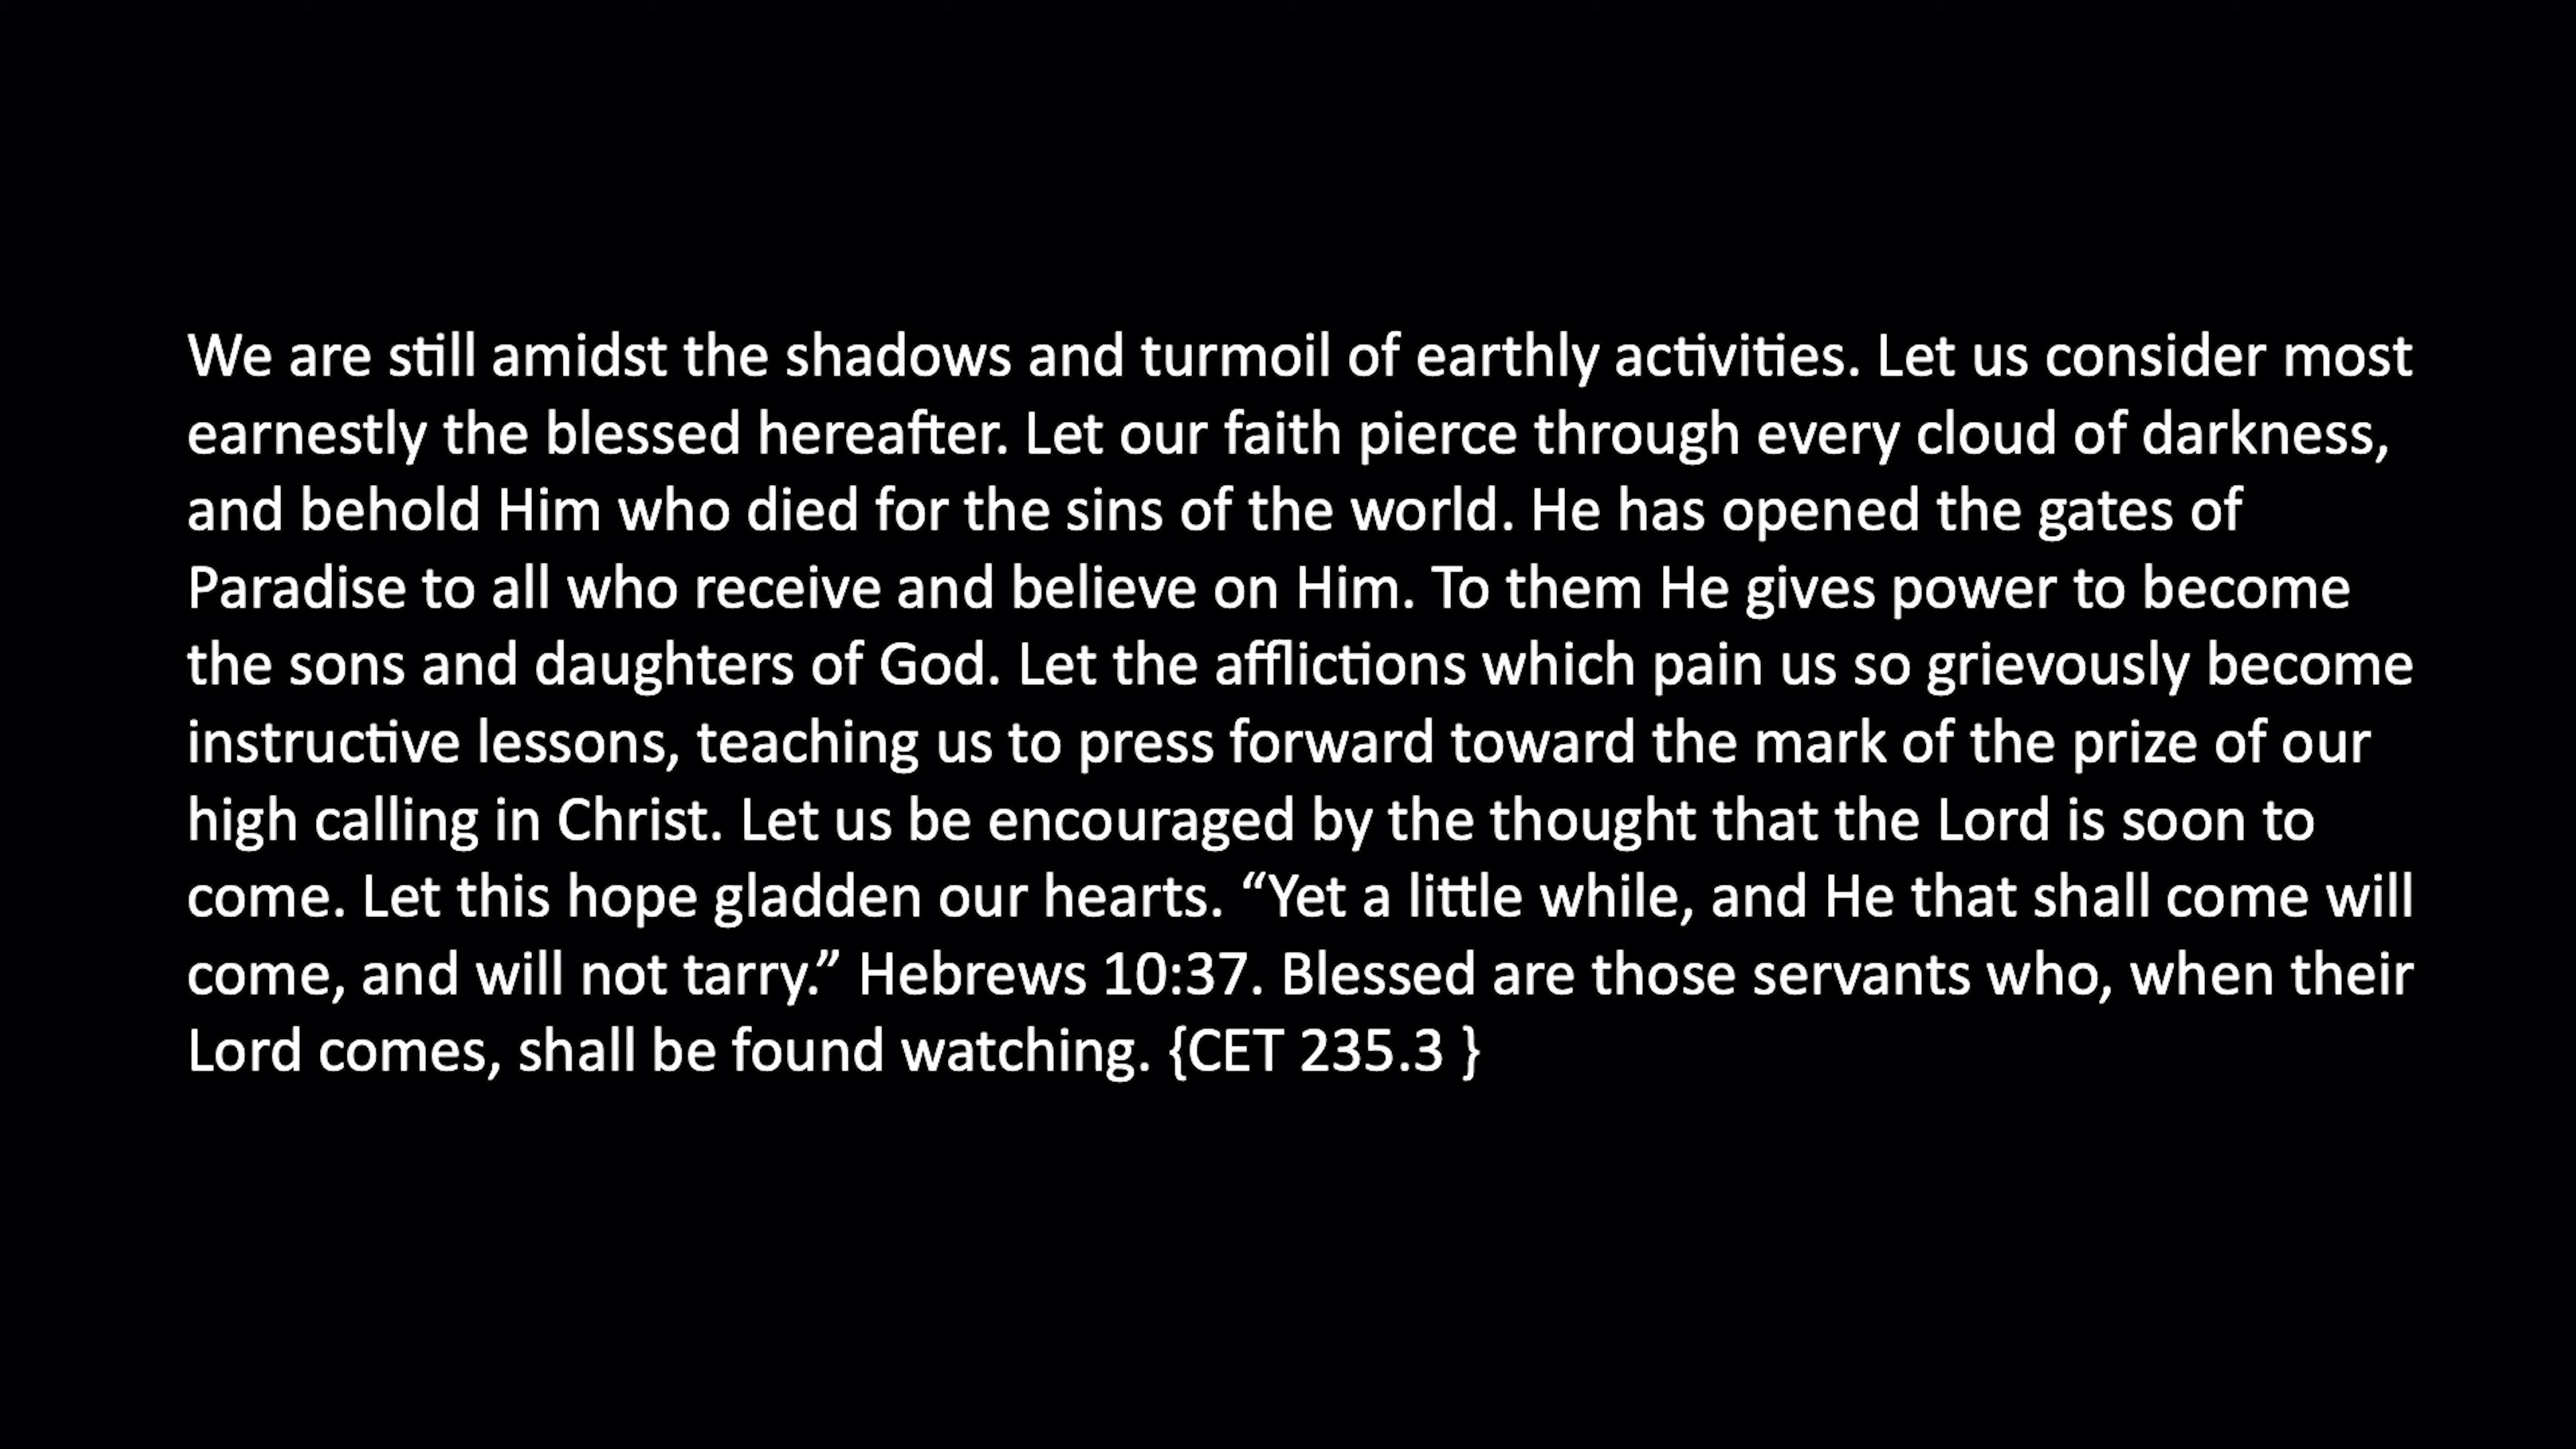 We are still amidst the shadows and turmoil of earthly activities. Let us consider most
earnestly the blessed hereafter. Let our faith pierce through every cloud of darkness,
and behold Him who died for the sins of the world. He has opened the gates of
Paradise to all who receive and believe on Him. To them He gives power to become
the sons and daughters of God. Let the afflictions which pain us so grievously become
instructive lessons, teaching us to press forward toward the mark of the prize of our
high calling in Christ. Let us be encouraged by the thought that the Lord is soon to
come. Let this hope gladden our hearts. “Yet a little while, and He that shall come will
come, and will not tarry.” Hebrews 10:37. Blessed are those servants who, when their
Lord comes, shall be found watching. {CET 235.3 }